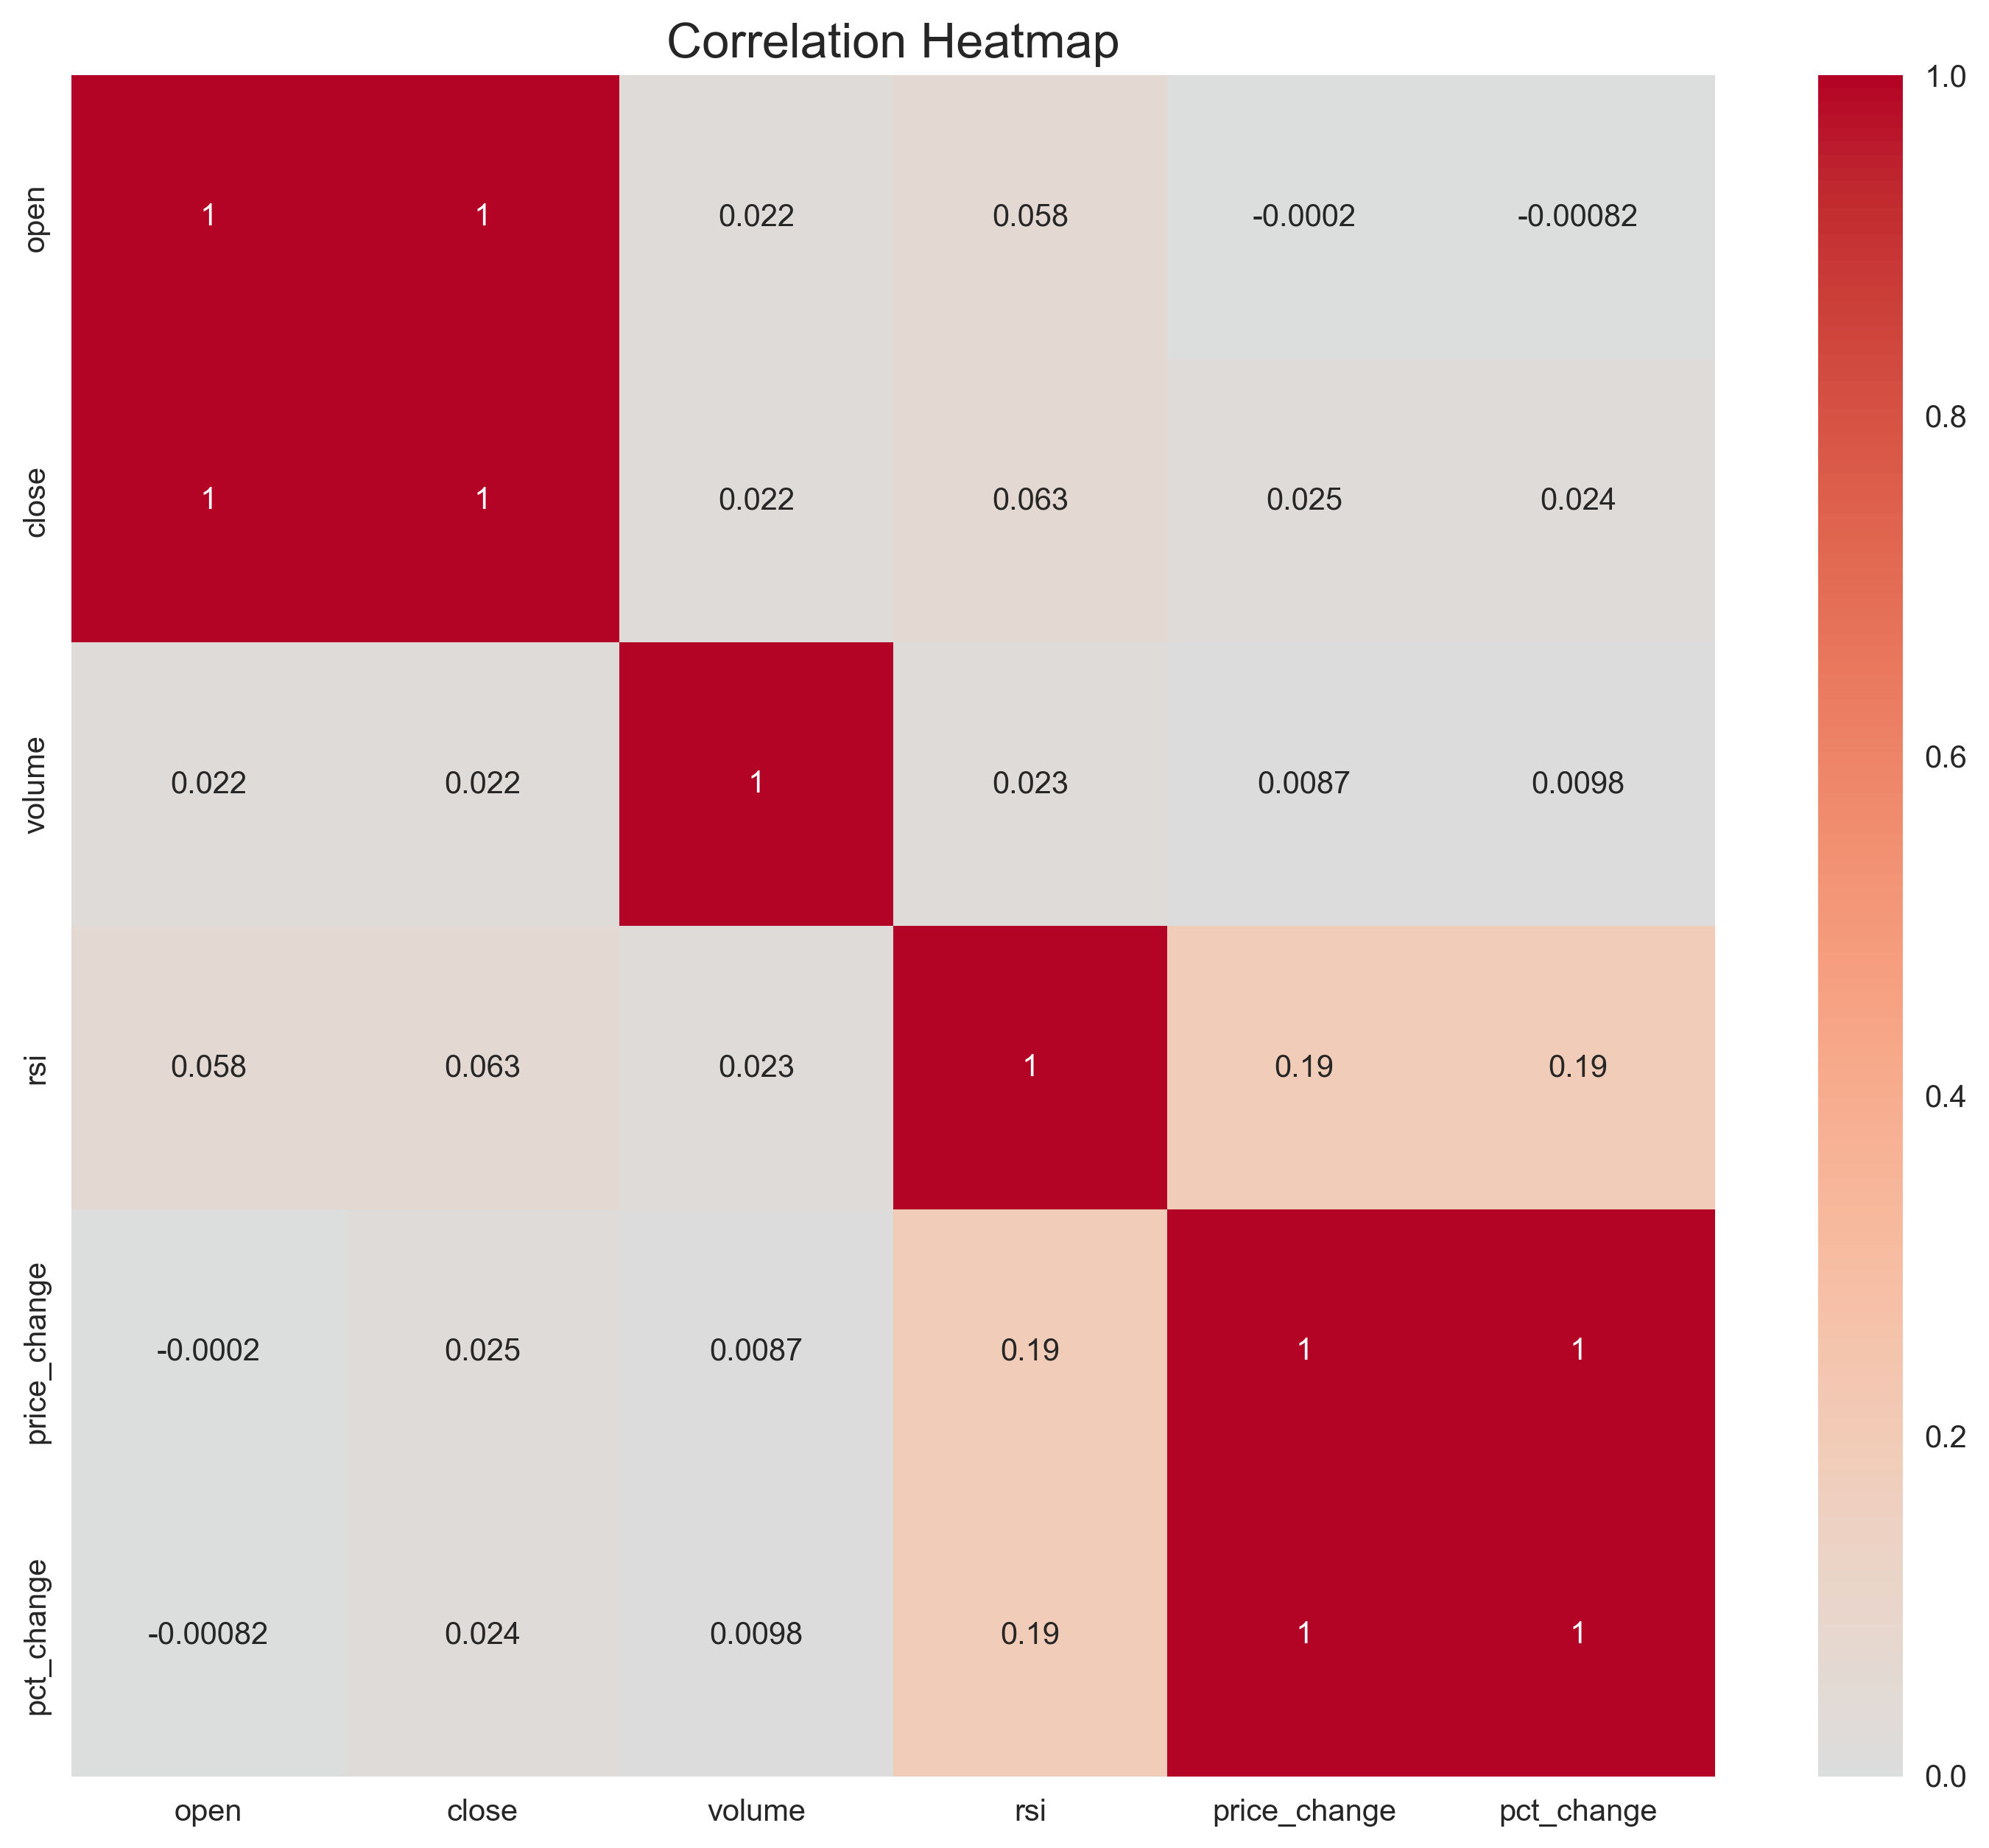 Correlation Heatmap
open 1 1 0.022 0.058 -0.0002 -0.00082
close 1 1 0.022 0.063 0.025 0.024
volume 0.022 0.022 1 0.023 0.0087 0.0098
rsi 0.058 0.063 0.023 1 0.19 0.19
price_change -0.0002 0.025 0.0087 0.19 1 1
pct_change -0.00082 0.024 0.0098 0.19 1 1
open close volume rsi price_change pct_change
1.0
0.8
0.6
0.4
0.2
0.0